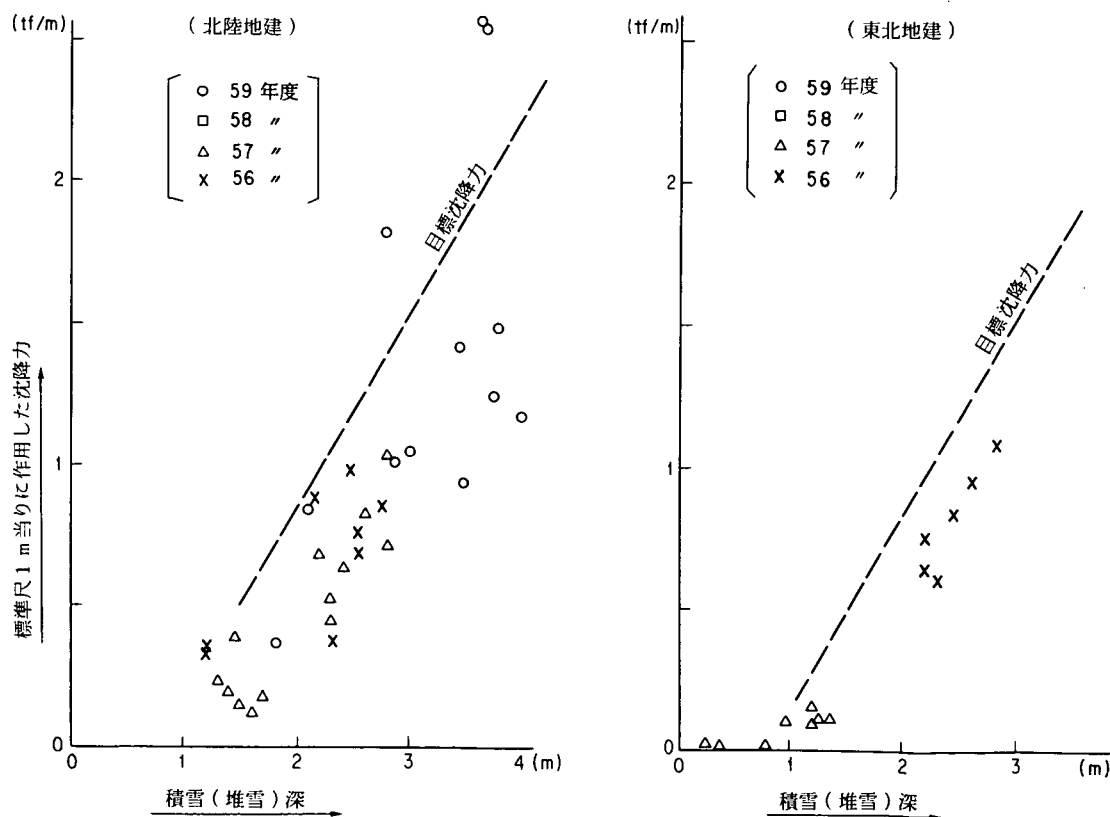 (tf/m)
(北陸地建)
○ 59 年度
□ 58 〃
△ 57 〃
× 56 〃
目標沈降力
2
1
0
0 1 2 3 4 (m)
標準尺1m当りに作用した沈降力
積雪(堆雪)深
(tf/m)
(東北地建)
○ 59 年度
□ 58 〃
△ 57 〃
× 56 〃
目標沈降力
2
1
0
0 1 2 3 (m)
積雪(堆雪)深